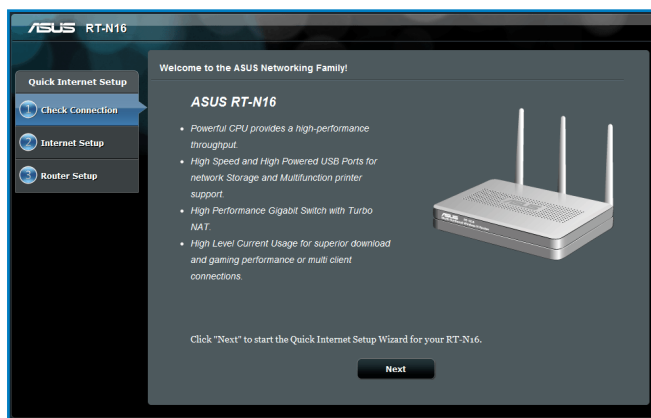 ASUS RT-N16
Quick Internet Setup
1 Check Connection
2 Internet Setup
3 Router Setup
Welcome to the ASUS Networking Family!
ASUS RT-N16
• Powerful CPU provides a high-performance
throughput.
• High Speed and High Powered USB Ports for
network Storage and Multifunction printer
support.
• High Performance Gigabit Switch with Turbo
NAT.
• High Level Current Usage for superior download
and gaming performance or multi client
connections.
ASUS
Click "Next" to start the Quick Internet Setup Wizard for your RT-N16.
Next